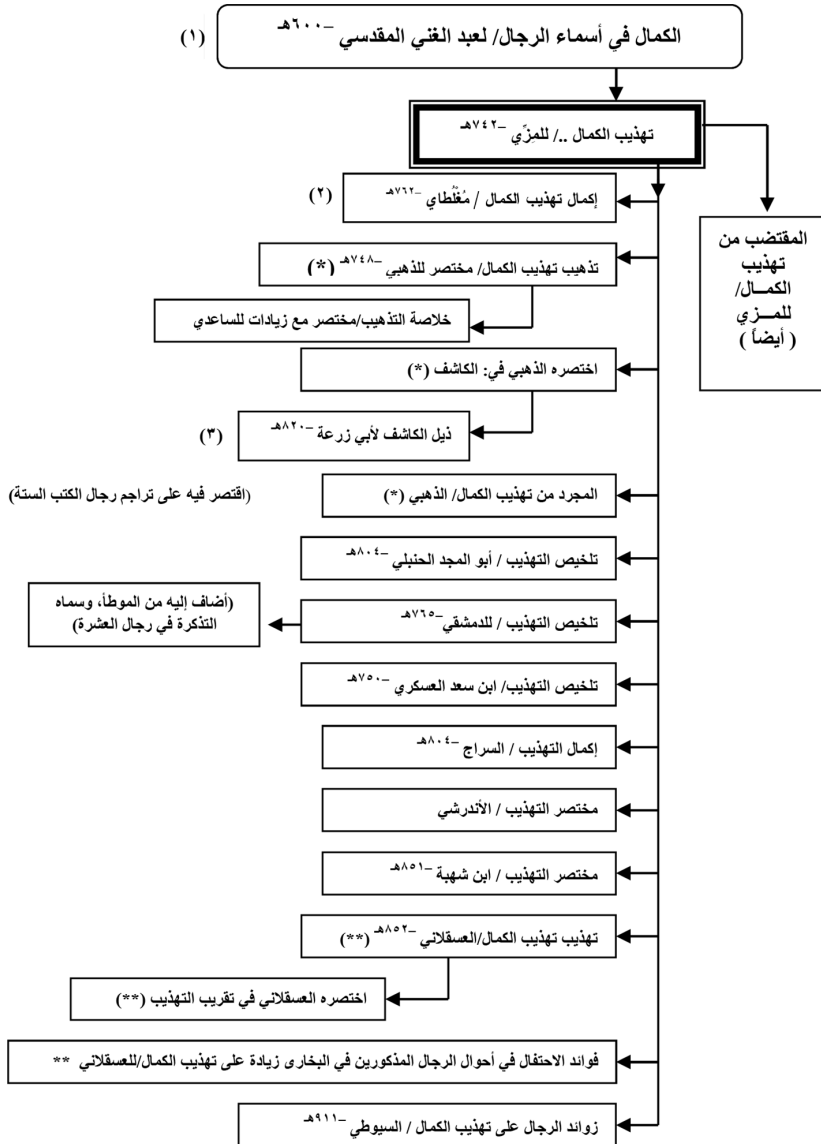 الكمال في أسماء الرجال/ لعبد الغني المقدسي –٦٠٠هـ (١)
تهذيب الكمال ../ للمِزِّي –٧٤٢هـ
المقتضب من
تهذيب
الكمــال/
للمــزي
( أيضاً )
إكمال تهذيب الكمال / مُغْلُطاي –٧٦٢هـ (٢)
تذهيب تهذيب الكمال/ مختصر للذهبي –٧٤٨هـ (*)
خلاصة التذهيب/مختصر مع زيادات للساعدي
اختصره الذهبي في: الكاشف (*)
ذيل الكاشف لأبي زرعة –٨٢٠هـ (٣)
المجرد من تهذيب الكمال/ الذهبي (*) (اقتصر فيه على تراجم رجال الكتب الستة)
تلخيص التهذيب / أبو المجد الحنبلي –٨٠٤هـ
تلخيص التهذيب / للدمشقي–٧٦٥هـ
(أضاف إليه من الموطأ، وسماه
التذكرة في رجال العشرة)
تلخيص التهذيب/ ابن سعد العسكري –٧٥٠هـ
إكمال التهذيب / السراج –٨٠٤هـ
مختصر التهذيب / الأندرشي
مختصر التهذيب / ابن شهبة –٨٥١هـ
تهذيب تهذيب الكمال/العسقلاني –٨٥٢هـ (**)
اختصره العسقلاني في تقريب التهذيب (**)
فوائد الاحتفال في أحوال الرجال المذكورين في البخارى زيادة على تهذيب الكمال/للعسقلاني **
زوائد الرجال على تهذيب الكمال / السيوطي –٩١١هـ